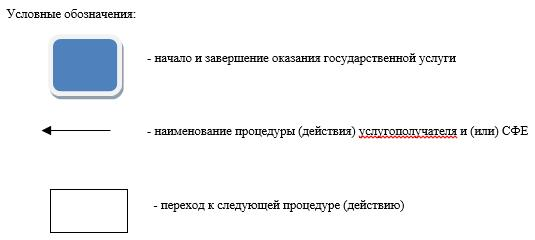 Условные обозначения:
- начало и завершение оказания государственной услуги
- наименование процедуры (действия) услугополучателя и (или) СФЕ
- переход к следующей процедуре (действию)